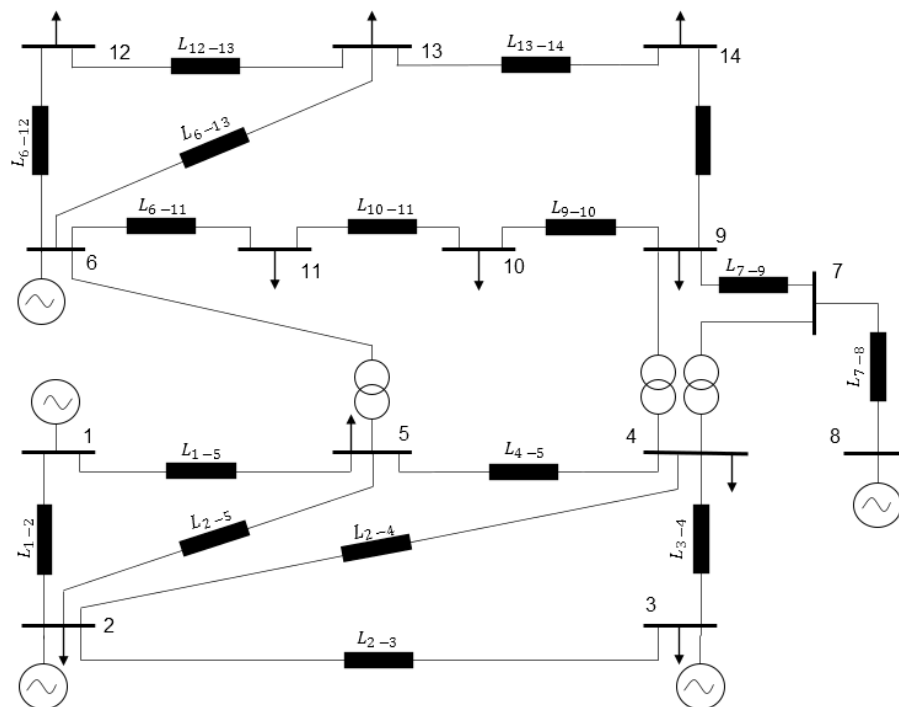 12
L₁₂₋₁₃
13
L₁₃₋₁₄
14
L₆₋₁₂
L₆₋₁₃
L₆₋₁₁
L₁₀₋₁₁
L₉₋₁₀
6
11
10
9
L₇₋₉
7
L₇₋₈
1
L₁₋₅
5
L₄₋₅
4
8
L₁₋₂
L₂₋₅
L₂₋₄
L₃₋₄
2
L₂₋₃
3